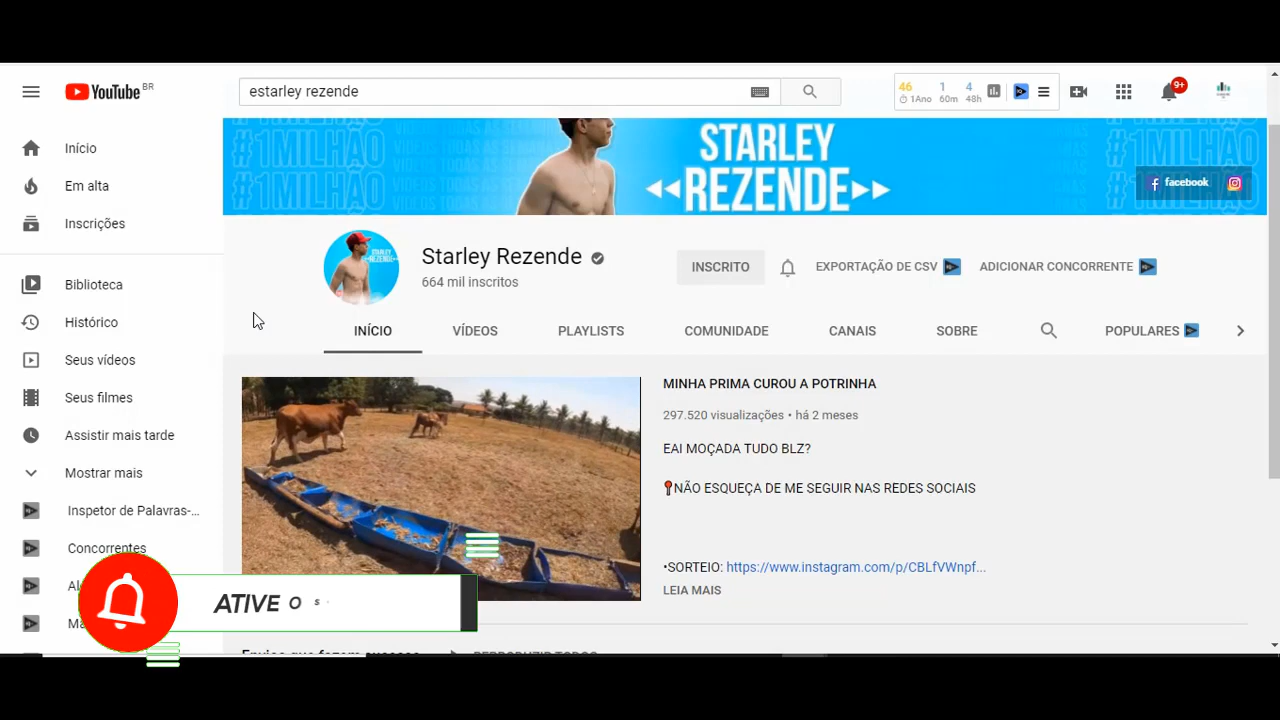 YouTube BR
estarley rezende
46 1 4
1Ano 60m 48h
9+
Início
Em alta
Inscrições
Biblioteca
Histórico
Seus vídeos
Seus filmes
Assistir mais tarde
Mostrar mais
Inspetor de Palavras-...
Concorrentes
#1MILHÃO
#1MILHÃO
STARLEY
REZENDE
facebook
Starley Rezende
664 mil inscritos
INSCRITO
EXPORTAÇÃO DE CSV
ADICIONAR CONCORRENTE
INÍCIO
VÍDEOS
PLAYLISTS
COMUNIDADE
CANAIS
SOBRE
POPULARES
MINHA PRIMA CUROU A POTRINHA
297.520 visualizações • há 2 meses
EAI MOÇADA TUDO BLZ?
NÃO ESQUEÇA DE ME SEGUIR NAS REDES SOCIAIS
•SORTEIO: https://www.instagram.com/p/CBLfVWnpf...
LEIA MAIS
ATIVE O S